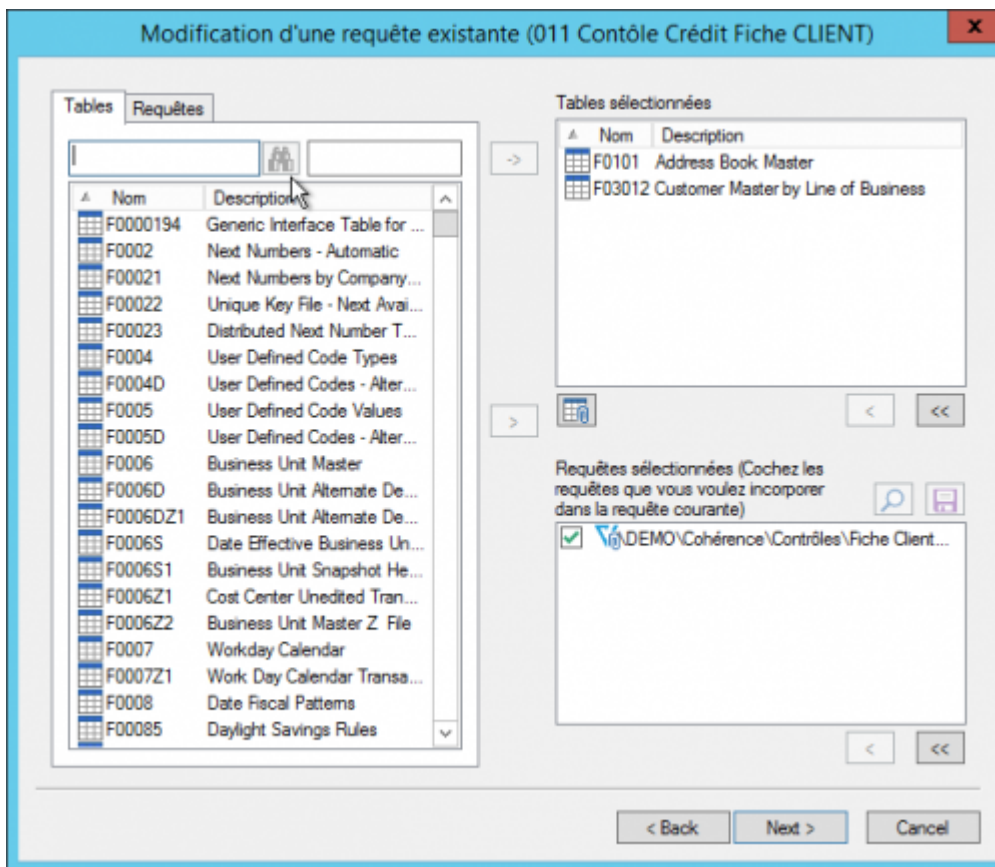 Modification d'une requête existante (011 Contôle Crédit Fiche CLIENT)
x
Tables Requêtes
Nom Description
F0000194 Generic Interface Table for ...
F0002 Next Numbers - Automatic
F00021 Next Numbers by Company...
F00022 Unique Key File - Next Avai...
F00023 Distributed Next Number T...
F0004 User Defined Code Types
F0004D User Defined Codes - Alter...
F0005 User Defined Code Values
F0005D User Defined Codes - Alter...
F0006 Business Unit Master
F0006D Business Unit Alternate De...
F0006DZ1 Business Unit Alternate De...
F0006S Date Effective Business Un...
F0006S1 Business Unit Snapshot He...
F0006Z1 Cost Center Unedited Tran...
F0006Z2 Business Unit Master Z File
F0007 Workday Calendar
F0007Z1 Work Day Calendar Transa...
F0008 Date Fiscal Patterns
F00085 Daylight Savings Rules
->
>
Tables sélectionnées
Nom Description
F0101 Address Book Master
F03012 Customer Master by Line of Business
< <<
Requêtes sélectionnées (Cochez les
requêtes que vous voulez incorporer
dans la requête courante)
\DEMO\Cohérence\Contrôles\Fiche Client...
< <<
< Back Next > Cancel